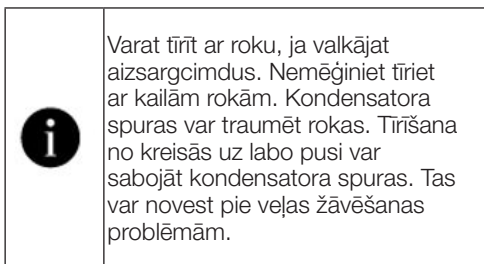 Varat tīrīt ar roku, ja valkājat
aizsargcimdus. Nemēģiniet tīriet
ar kailām rokām. Kondensatora
spuras var traumēt rokas. Tīrīšana
no kreisās uz labo pusi var
sabojāt kondensatora spuras. Tas
var novest pie veļas žāvēšanas
problēmām.